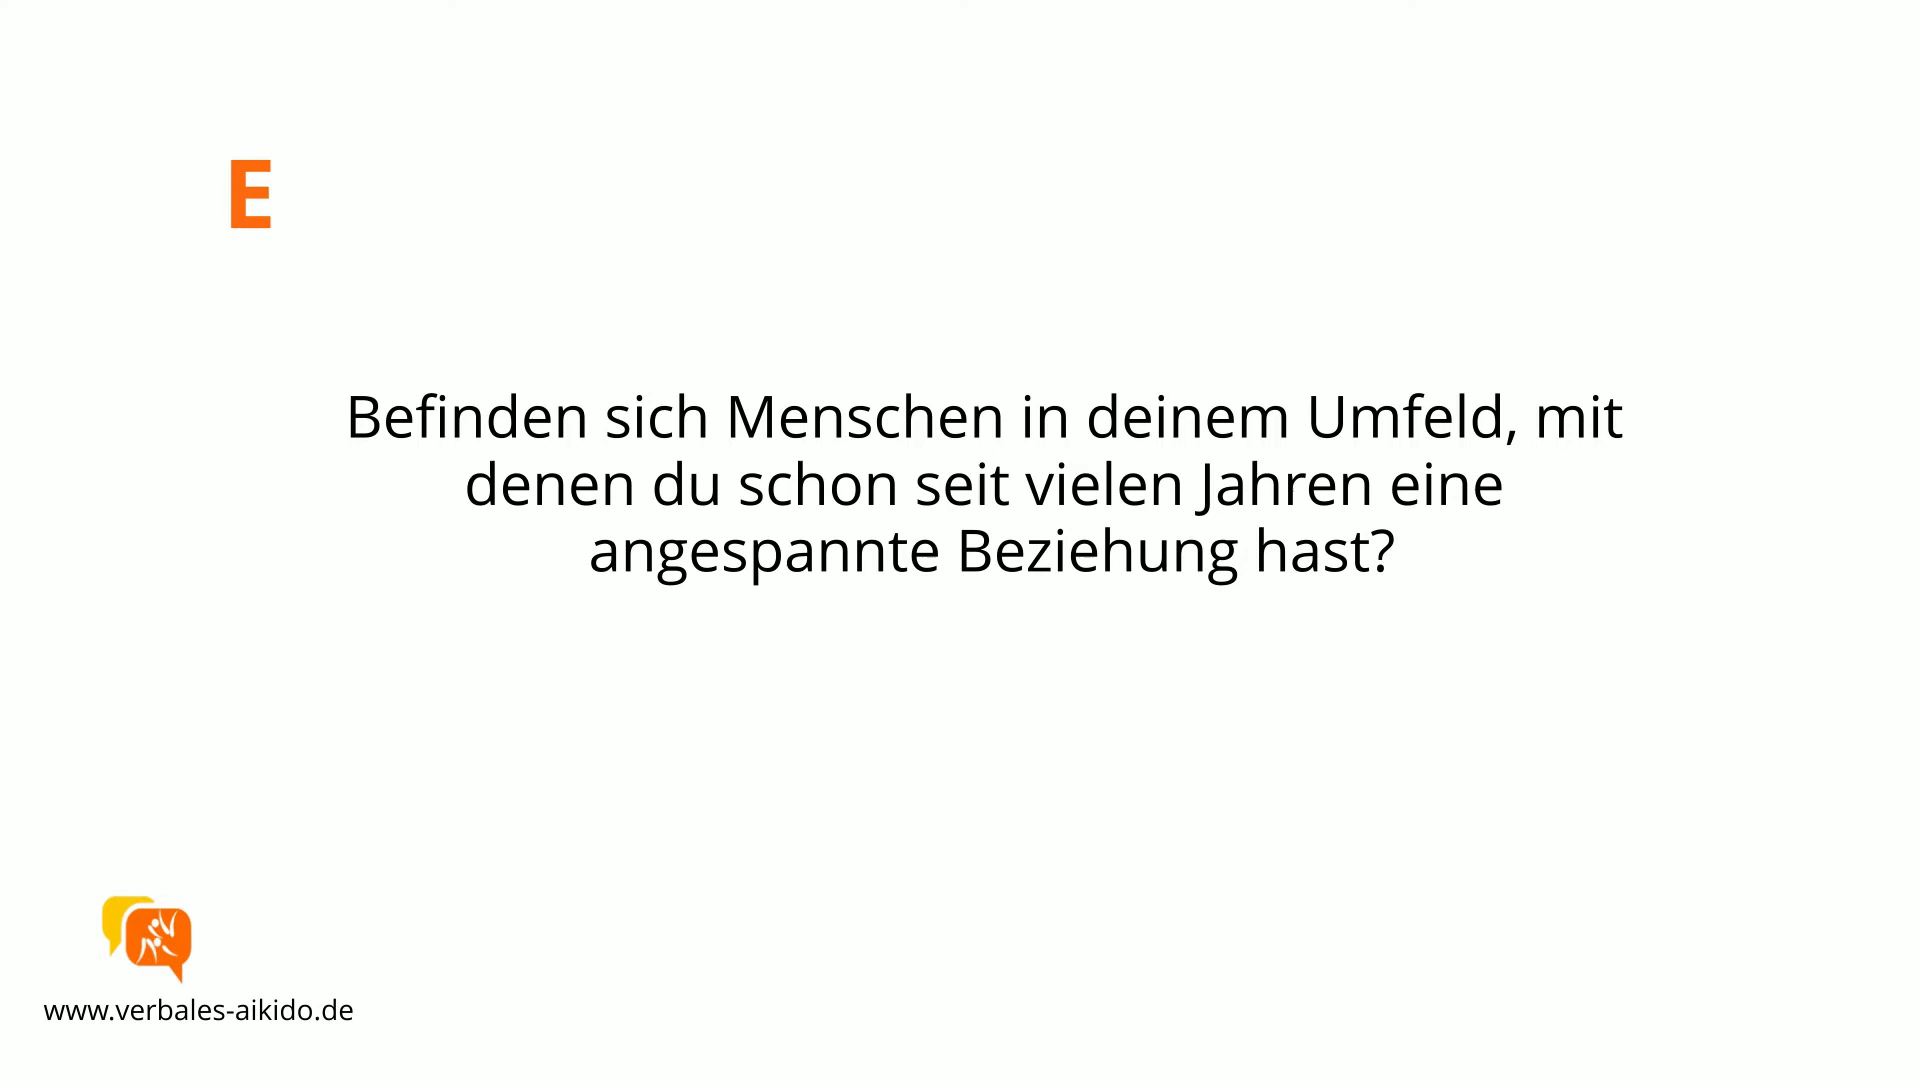 E
Befinden sich Menschen in deinem Umfeld, mit
denen du schon seit vielen Jahren eine
angespannte Beziehung hast?
www.verbales-aikido.de